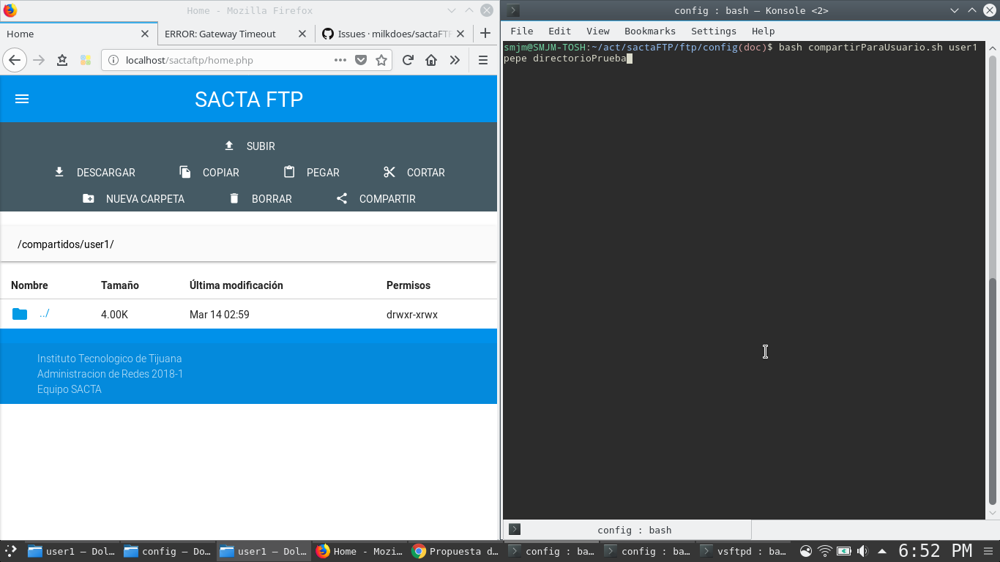 Home - Mozilla Firefox
Home
ERROR: Gateway Timeout
Issues · milkdoes/sactaFTP
localhost/sactaftp/home.php
SACTA FTP
SUBIR
DESCARGAR COPIAR PEGAR CORTAR
NUEVA CARPETA BORRAR COMPARTIR
/compartidos/user1/
Nombre Tamaño Última modificación Permisos
../ 4.00K Mar 14 02:59 drwxr-xrwx
Instituto Tecnologico de Tijuana
Administracion de Redes 2018-1
Equipo SACTA
config : bash — Konsole <2>
File Edit View Bookmarks Settings Help
smjm@SMJM-TOSH:~/act/sactaFTP/ftp/config(doc)$ bash compartirParaUsuario.sh user1
pepe directorioPrueba
config : bash
user1 — Dol... config — Do... user1 — Dol... Home - Mozi... Propuesta d... config : ba... config : ba... vsftpd : ba... 6:52 PM